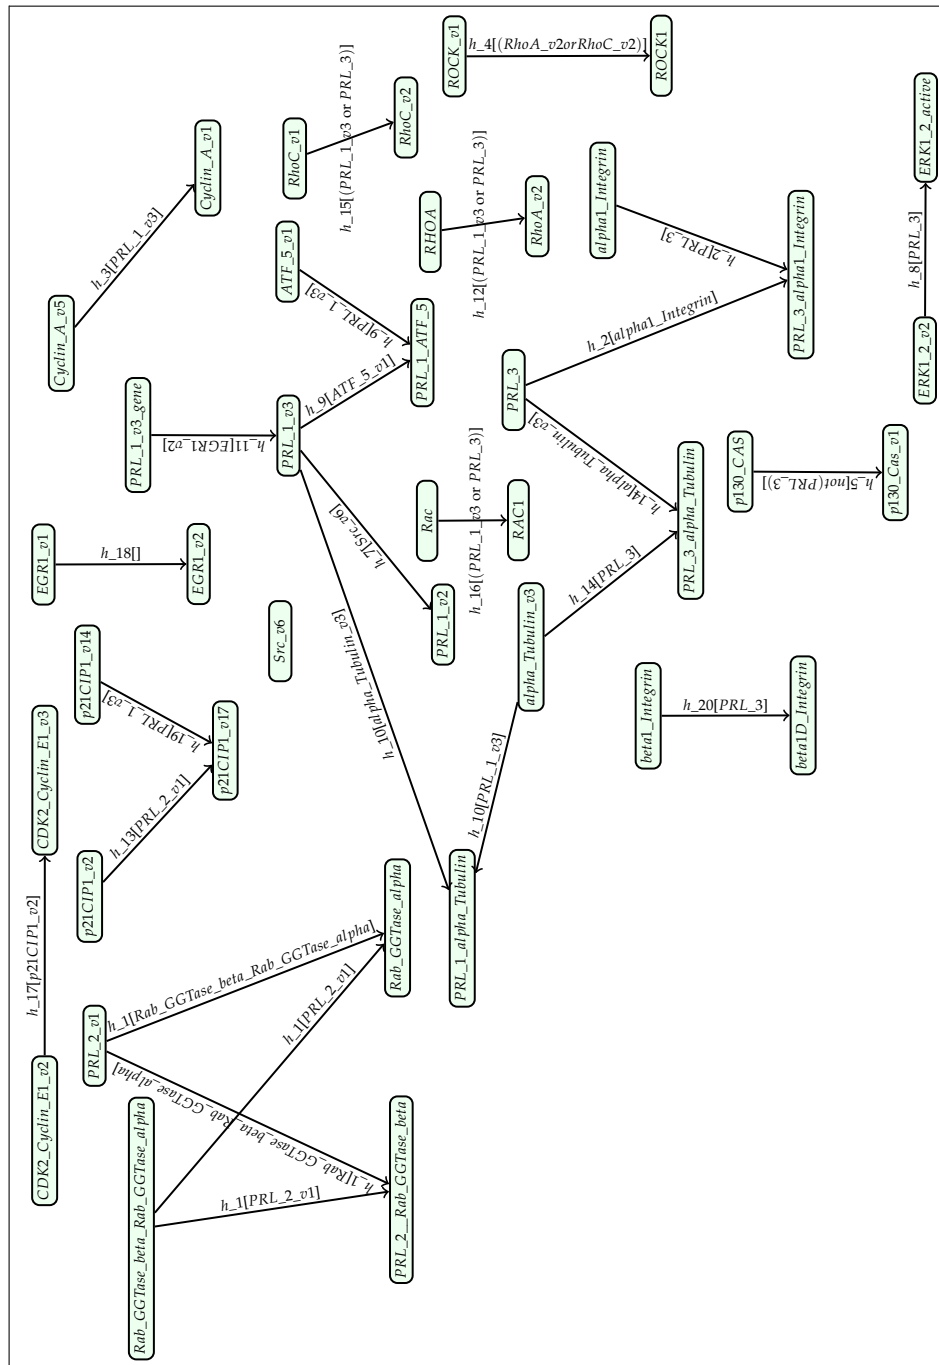 ROCK_v1
h_4[(RhoA_v2orRhoC_v2)]
ROCK1
RhoC_v1
h_15[(PRL_1_v3 or PRL_3)]
RhoC_v2
Cyclin_A_v1
h_3[PRL_1_v3]
Cyclin_A_v5
ERK1_2_active
h_8[PRL_3]
ERK1_2_v2
alpha1_Integrin
h_2[PRL_3]
PRL_3_alpha1_Integrin
RHOA
h_12[(PRL_1_v3 or PRL_3)]
RhoA_v2
ATF_5_v1
h_9[PRL_1_v3]
PRL_1_ATF_5
h_9[ATF_5_v1]
PRL_1_v3_gene
h_11[EGR1_v2]
PRL_1_v3
PRL_3
h_2[alpha1_Integrin]
h_14[alpha_Tubulin_v3]
PRL_3_alpha_Tubulin
h_14[PRL_3]
p130_CAS
h_5[not(PRL_3)]
p130_Cas_v1
Rac
h_16[(PRL_1_v3 or PRL_3)]
RAC1
h_7[Src_v6]
PRL_1_v2
EGR1_v1
h_18[]
EGR1_v2
Src_v6
alpha_Tubulin_v3
h_10[alpha_Tubulin_v3]
h_10[PRL_1_v3]
PRL_1_alpha_Tubulin
beta1_Integrin
h_20[PRL_3]
beta1D_Integrin
p21CIP1_v14
h_19[PRL_1_v3]
p21CIP1_v17
h_13[PRL_2_v1]
p21CIP1_v2
CDK2_Cyclin_E1_v3
h_17[p21CIP1_v2]
CDK2_Cyclin_E1_v2
Rab_GGTase_alpha
h_1[Rab_GGTase_beta_Rab_GGTase_alpha]
h_1[PRL_2_v1]
PRL_2_v1
h_1[Rab_GGTase_beta_Rab_GGTase_alpha]
h_1[PRL_2_v1]
Rab_GGTase_beta_Rab_GGTase_alpha
PRL_2__Rab_GGTase_beta